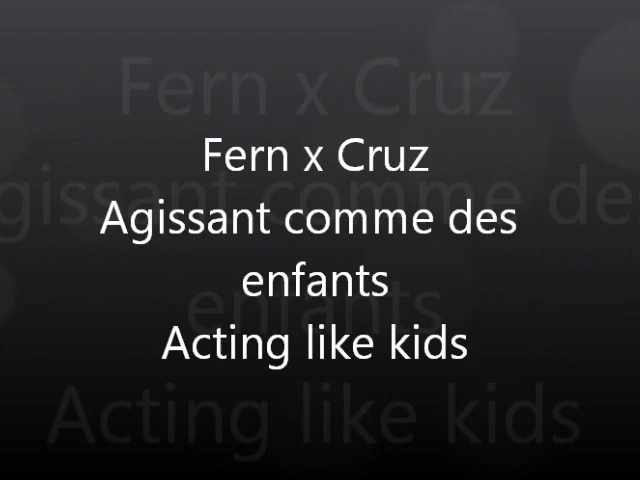 Fern x Cruz
Agissant comme des
enfants
Acting like kids